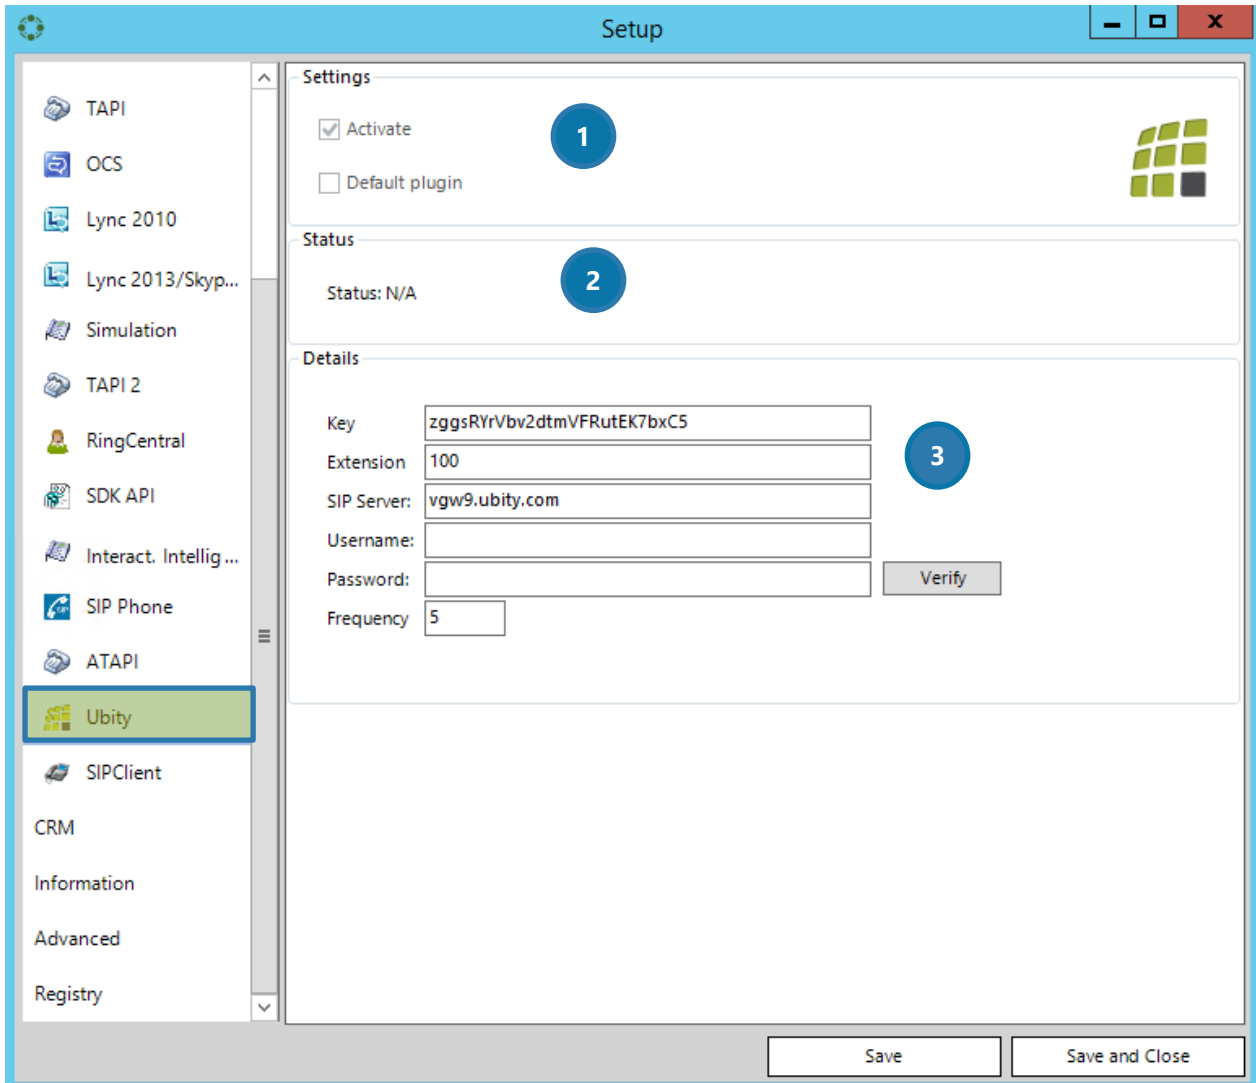 Setup
X
TAPI
OCS
Lync 2010
Lync 2013/Skyp...
Simulation
TAPI 2
RingCentral
SDK API
Interact. Intellig ...
SIP Phone
ATAPI
Ubity
SIPClient
CRM
Information
Advanced
Registry
Settings
Activate
1
Default plugin
Status
Status: N/A
2
Details
Key zggsRYrVbv2dtmVFRutEK7bxC5
3
Extension 100
SIP Server: vgw9.ubity.com
Username:
Password: Verify
Frequency 5
Save Save and Close